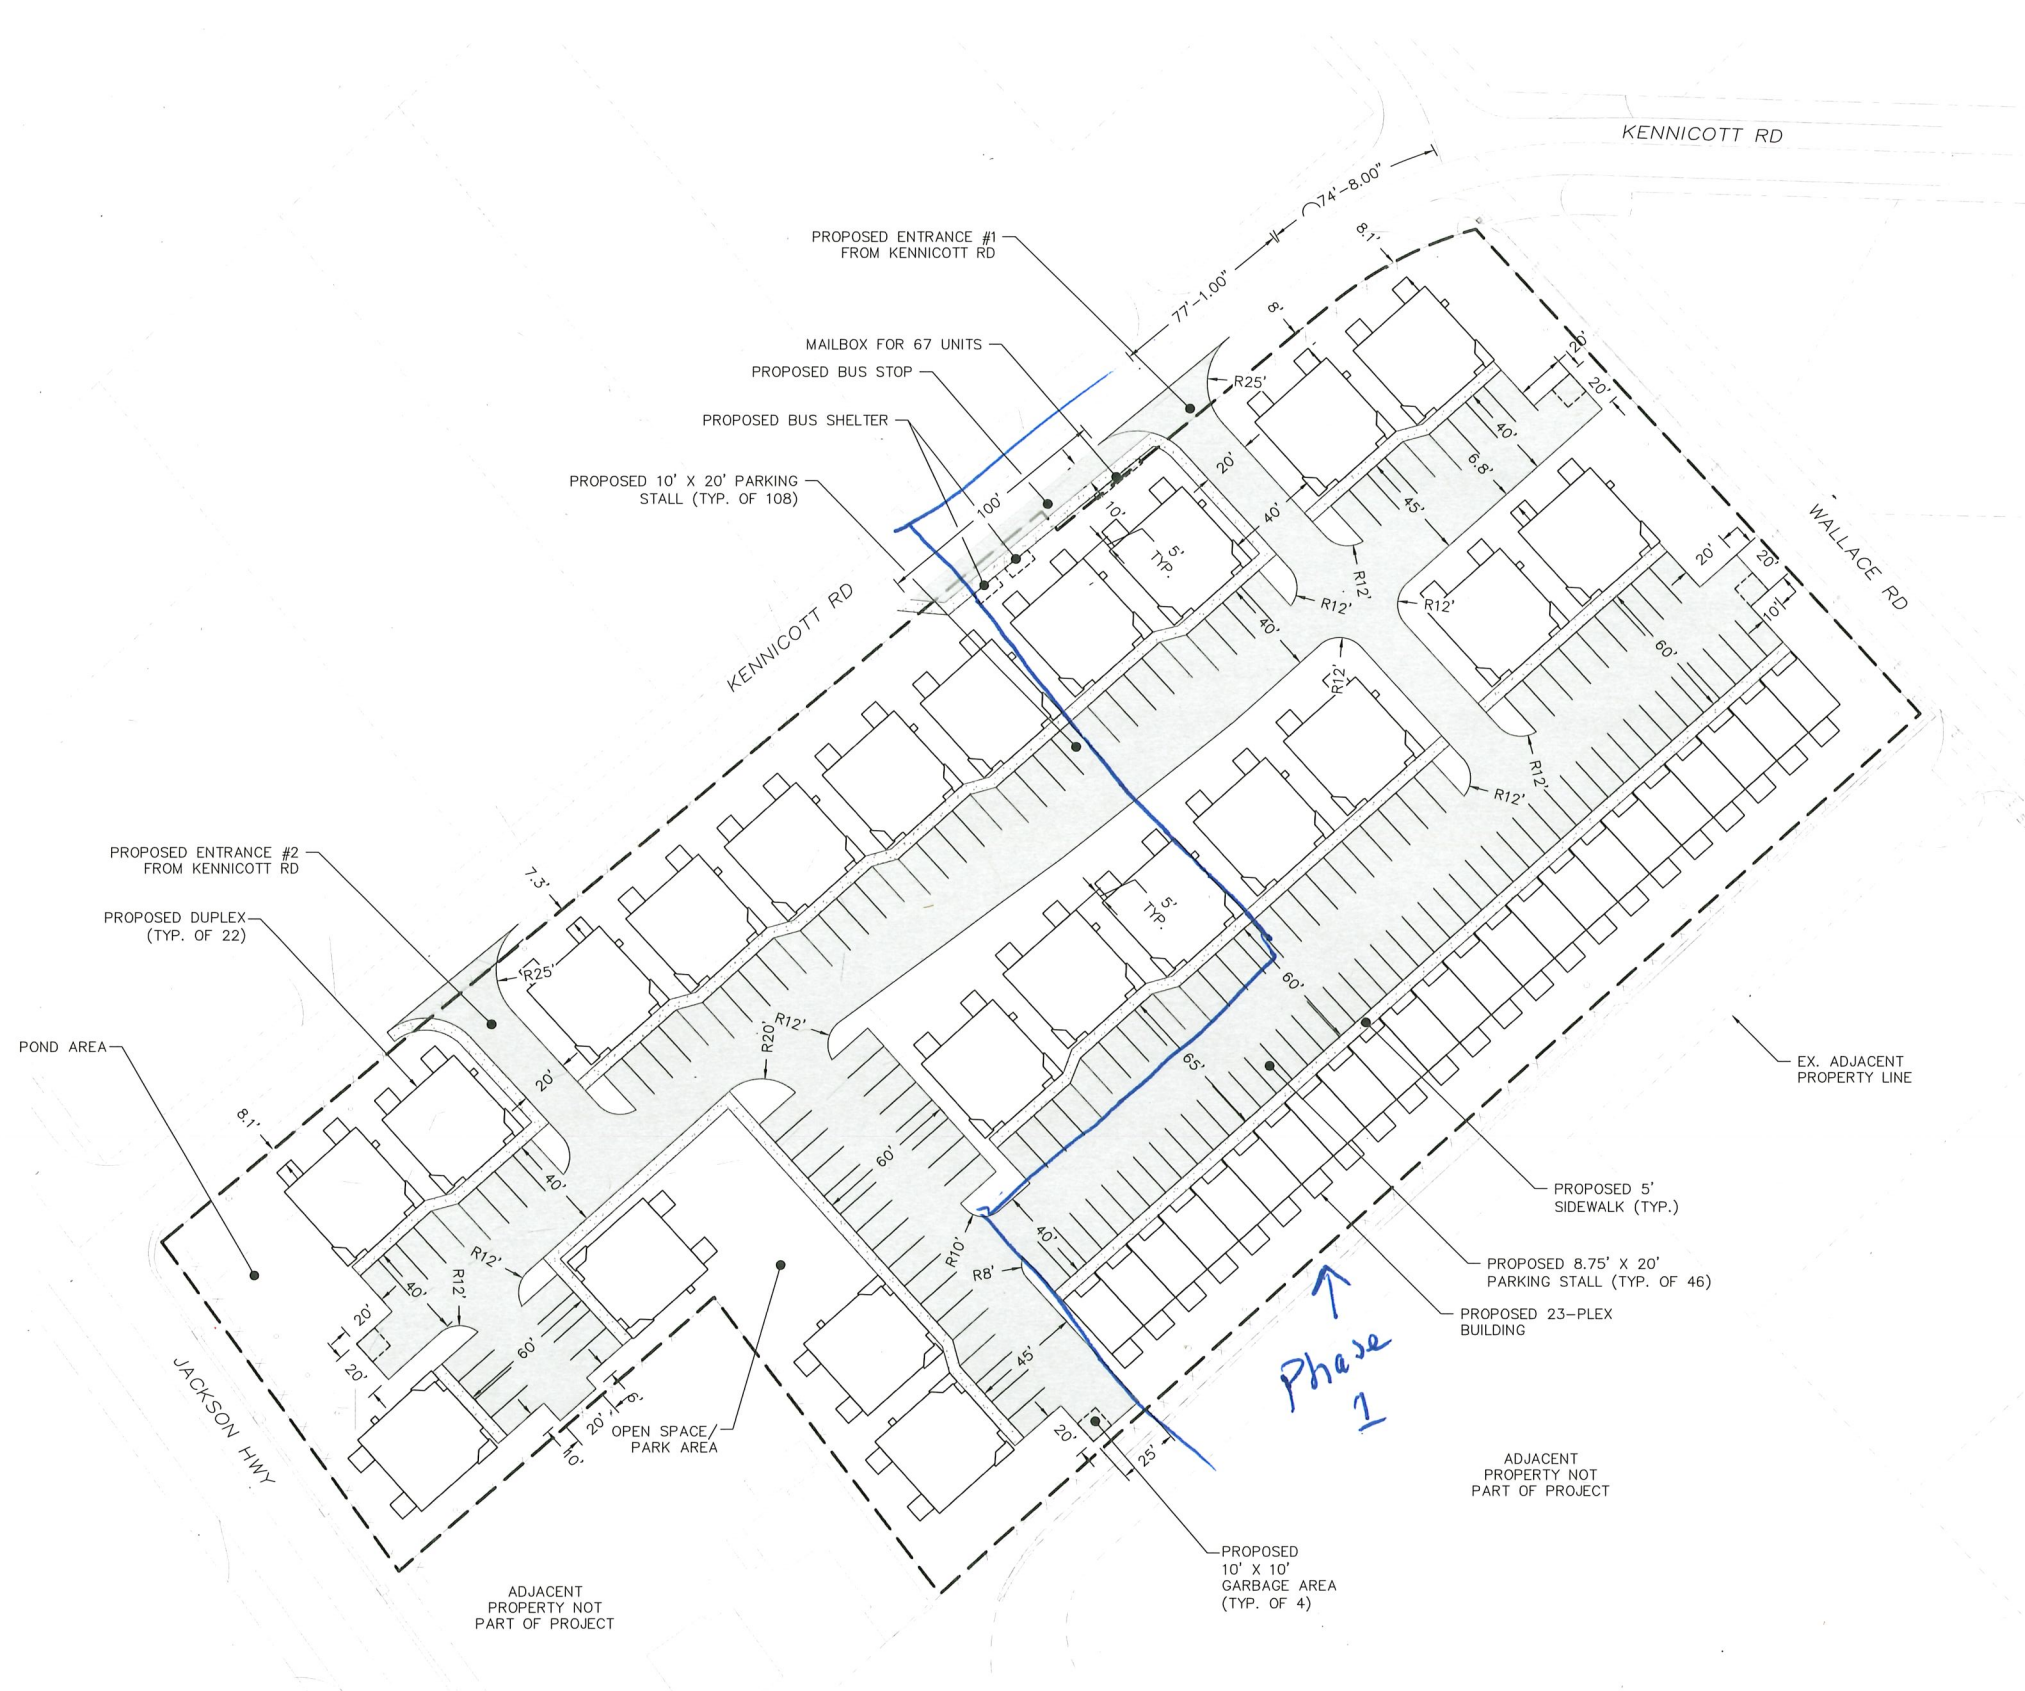 KENNICOTT RD
74'-8.00"
8.1'
PROPOSED ENTRANCE #1
FROM KENNICOTT RD
77'-1.00"
8'
MAILBOX FOR 67 UNITS
PROPOSED BUS STOP
PROPOSED BUS SHELTER
PROPOSED 10' X 20' PARKING
STALL (TYP. OF 108)
R25'
20'
20'
40'
6.8'
45'
20'
40'
100'
10'
5'
TYP.
R12'
R12'
R12'
40'
R12'
WALLACE RD
20'
20'
10'
60'
KENNICOTT RD
R12'
R12'
PROPOSED ENTRANCE #2
FROM KENNICOTT RD
7.3'
PROPOSED DUPLEX
(TYP. OF 22)
5'
TYP.
R25'
60'
R12'
R20'
POND AREA
20'
65'
EX. ADJACENT
PROPERTY LINE
8.1'
60'
40'
PROPOSED 5'
SIDEWALK (TYP.)
R12'
R12'
40'
R10'
40'
R8'
PROPOSED 8.75' X 20'
PARKING STALL (TYP. OF 46)
PROPOSED 23-PLEX
BUILDING
20'
20'
60'
45'
Phase
1
JACKSON HWY
6'
20'
10'
OPEN SPACE/
PARK AREA
20'
25'
ADJACENT
PROPERTY NOT
PART OF PROJECT
PROPOSED
10' X 10'
GARBAGE AREA
(TYP. OF 4)
ADJACENT
PROPERTY NOT
PART OF PROJECT